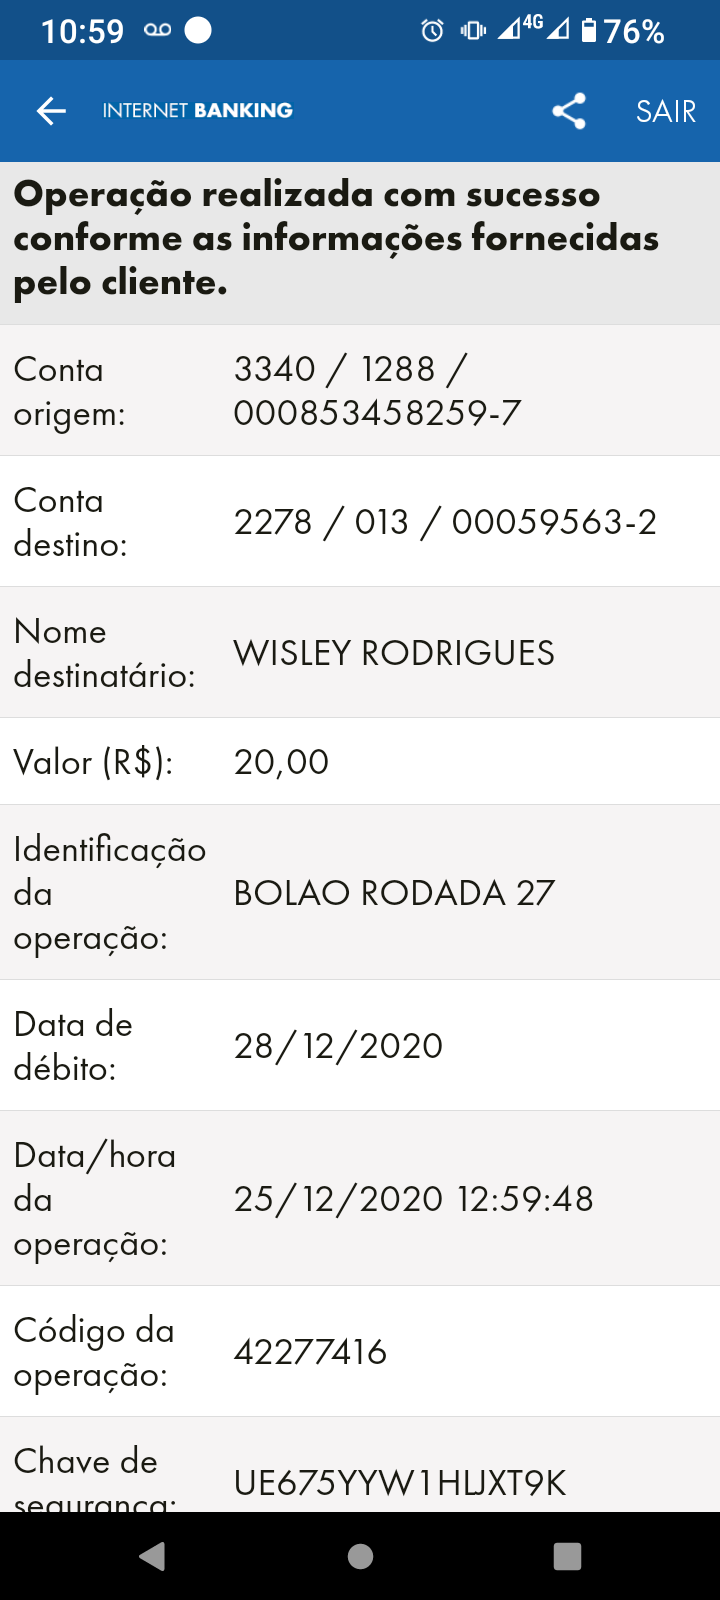 10:59 4G 76%
INTERNET BANKING SAIR
Operação realizada com sucesso
conforme as informações fornecidas
pelo cliente.
Conta
origem:
3340 / 1288 /
000853458259-7
Conta
destino:
2278 / 013 / 00059563-2
Nome
destinatário:
WISLEY RODRIGUES
Valor (R$): 20,00
Identificação
da
operação:
BOLAO RODADA 27
Data de
débito:
28/12/2020
Data/hora
da
operação:
25/12/2020 12:59:48
Código da
operação:
42277416
Chave de
segurança:
UE675YYW1HLJXT9K